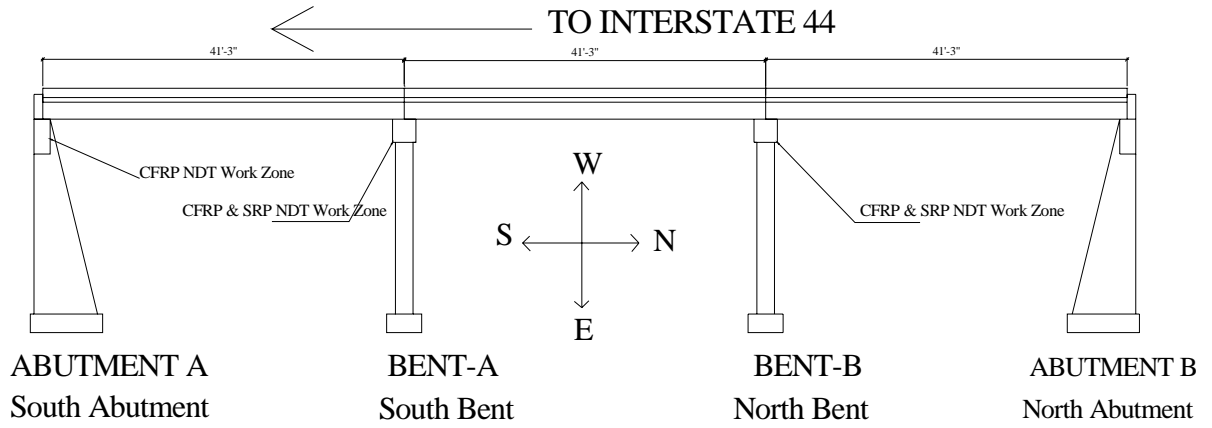 TO INTERSTATE 44
41'-3"
41'-3"
41'-3"
CFRP NDT Work Zone
CFRP & SRP NDT Work Zone
CFRP & SRP NDT Work Zone
W
S
N
E
ABUTMENT A
South Abutment
BENT-A
South Bent
BENT-B
North Bent
ABUTMENT B
North Abutment